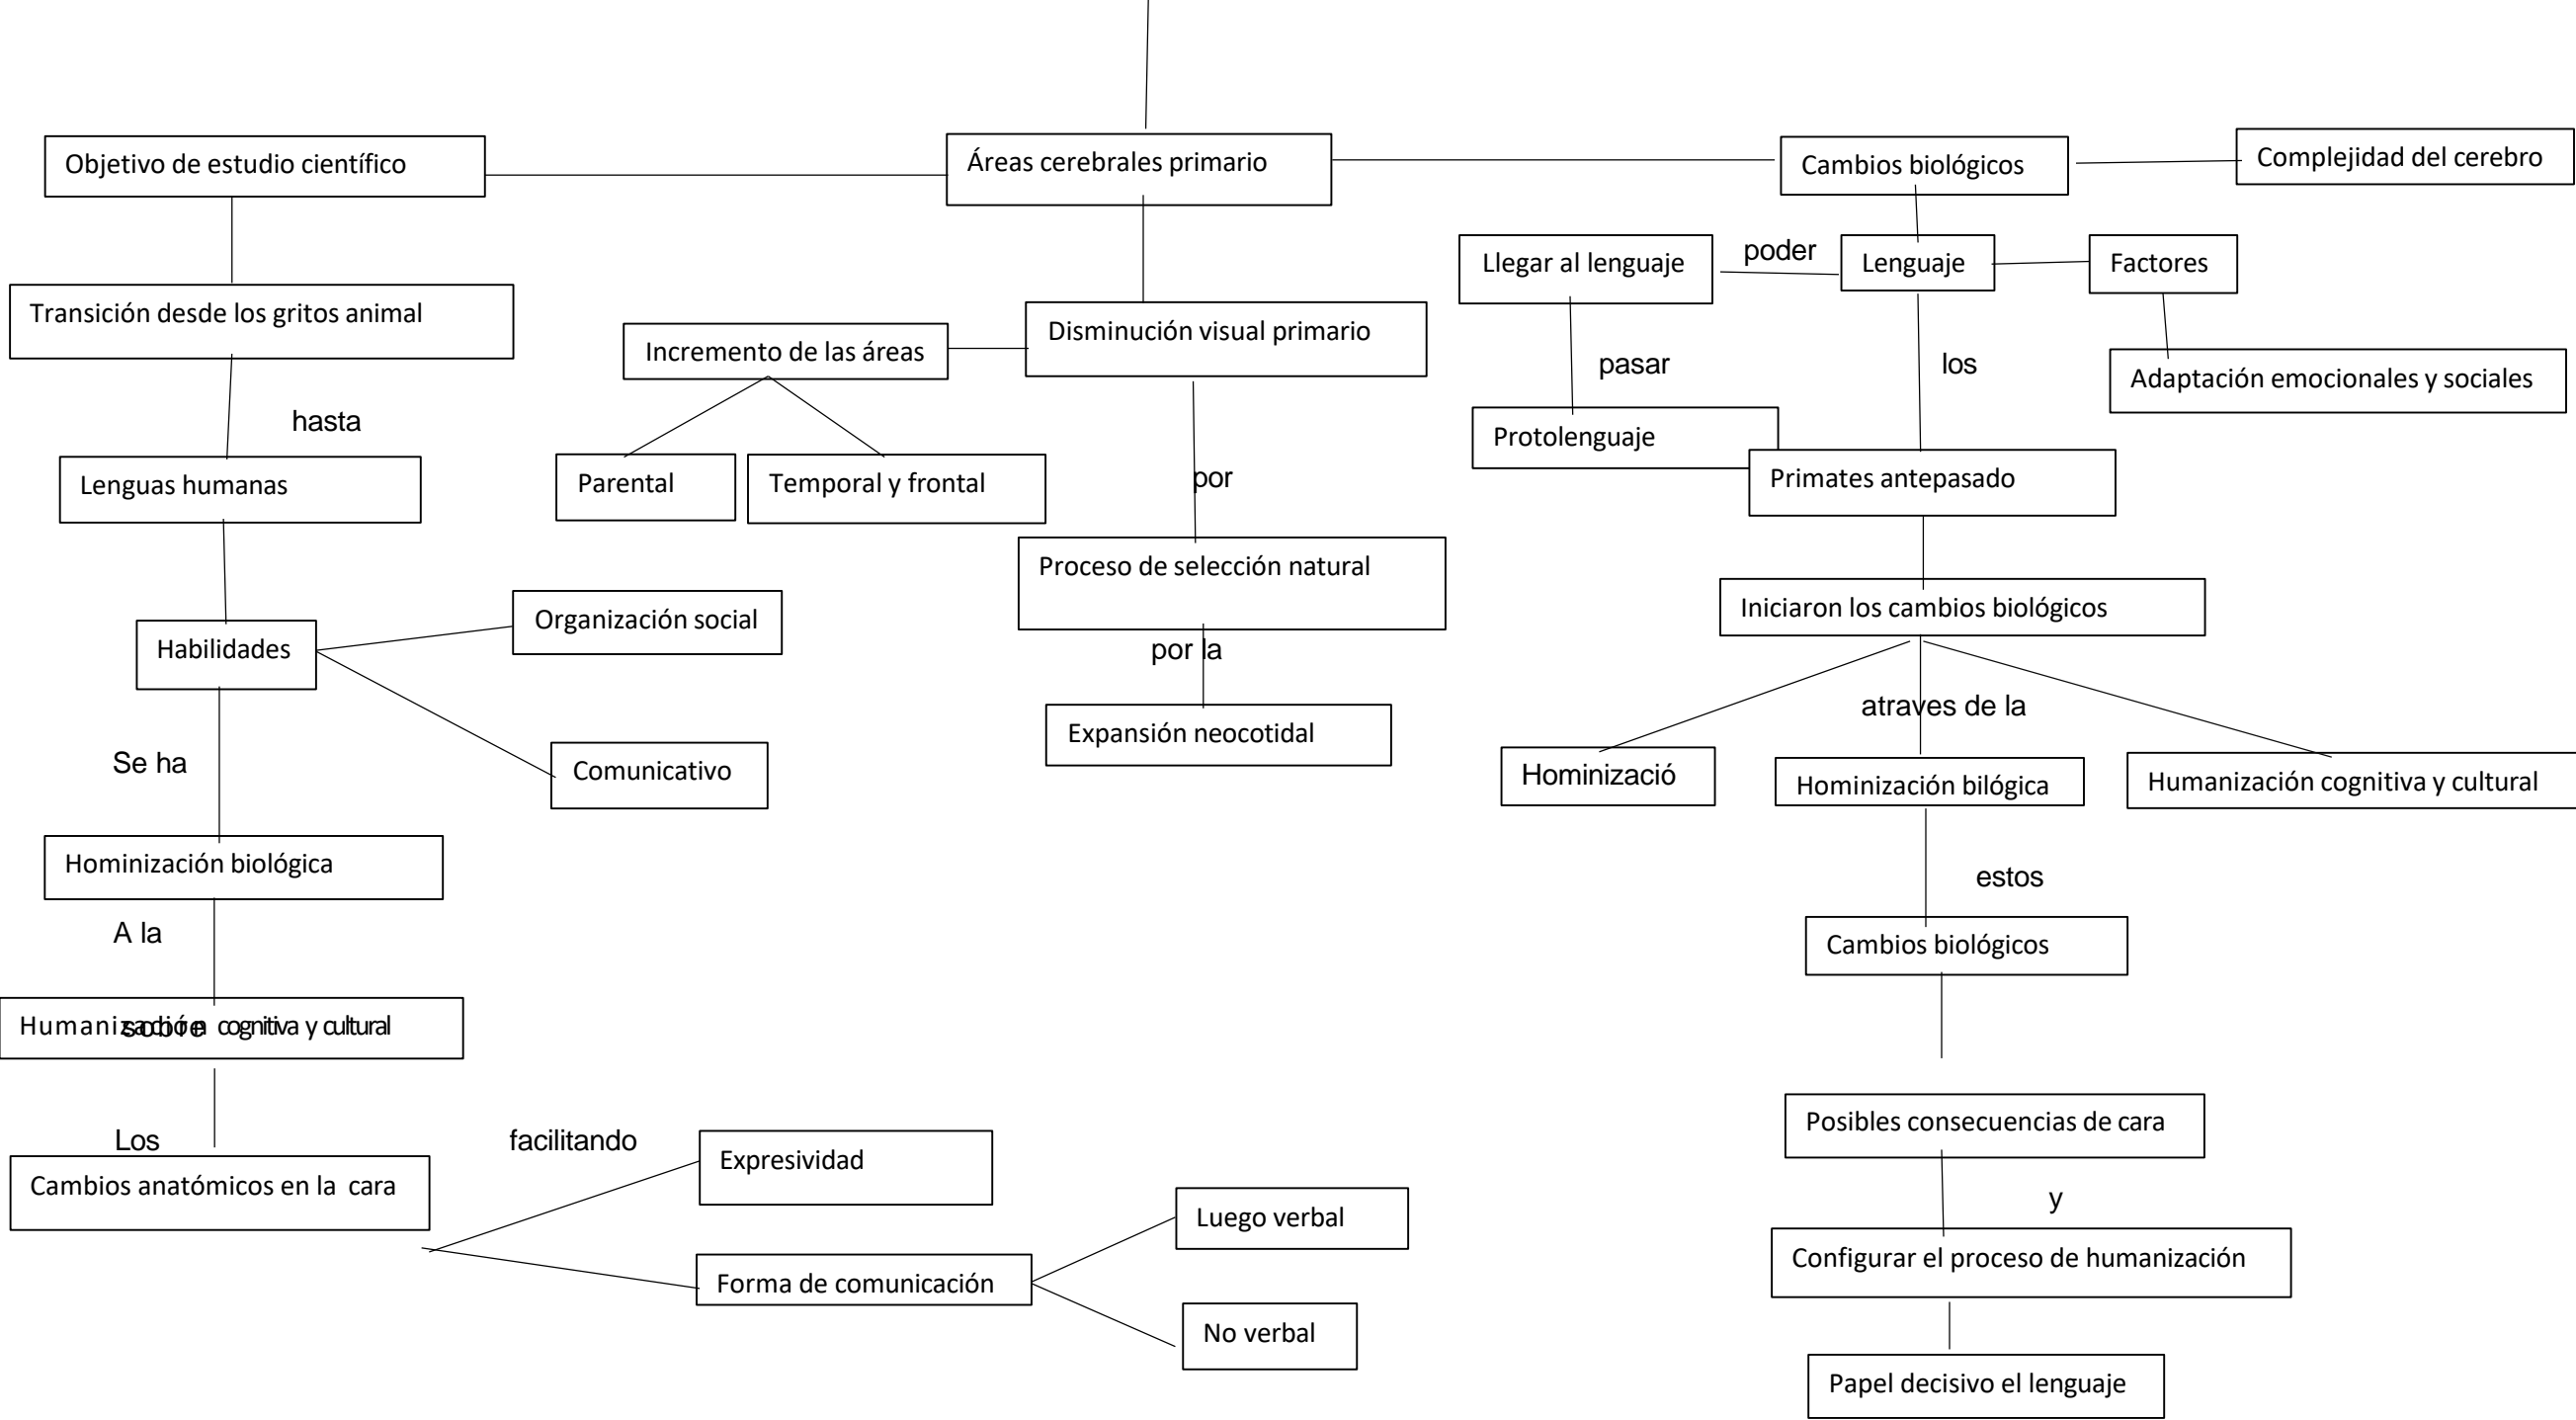 Objetivo de estudio científico
Áreas cerebrales primario
Cambios biológicos
Complejidad del cerebro
Llegar al lenguaje
poder
Lenguaje
Factores
Transición desde los gritos animal
Incremento de las áreas
Disminución visual primario
pasar
los
Adaptación emocionales y sociales
hasta
Protolenguaje
Lenguas humanas
Parental
Temporal y frontal
por
Primates antepasado
Proceso de selección natural
Iniciaron los cambios biológicos
Habilidades
Organización social
por la
atraves de la
Expansión neocotidal
Se ha
Comunicativo
Hominizació
Hominización bilógica
Humanización cognitiva y cultural
Hominización biológica
estos
A la
Cambios biológicos
Humanización cognitiva y cultural
sobre
Posibles consecuencias de cara
Los
facilitando
Expresividad
Cambios anatómicos en la cara
y
Luego verbal
Configurar el proceso de humanización
Forma de comunicación
No verbal
Papel decisivo el lenguaje